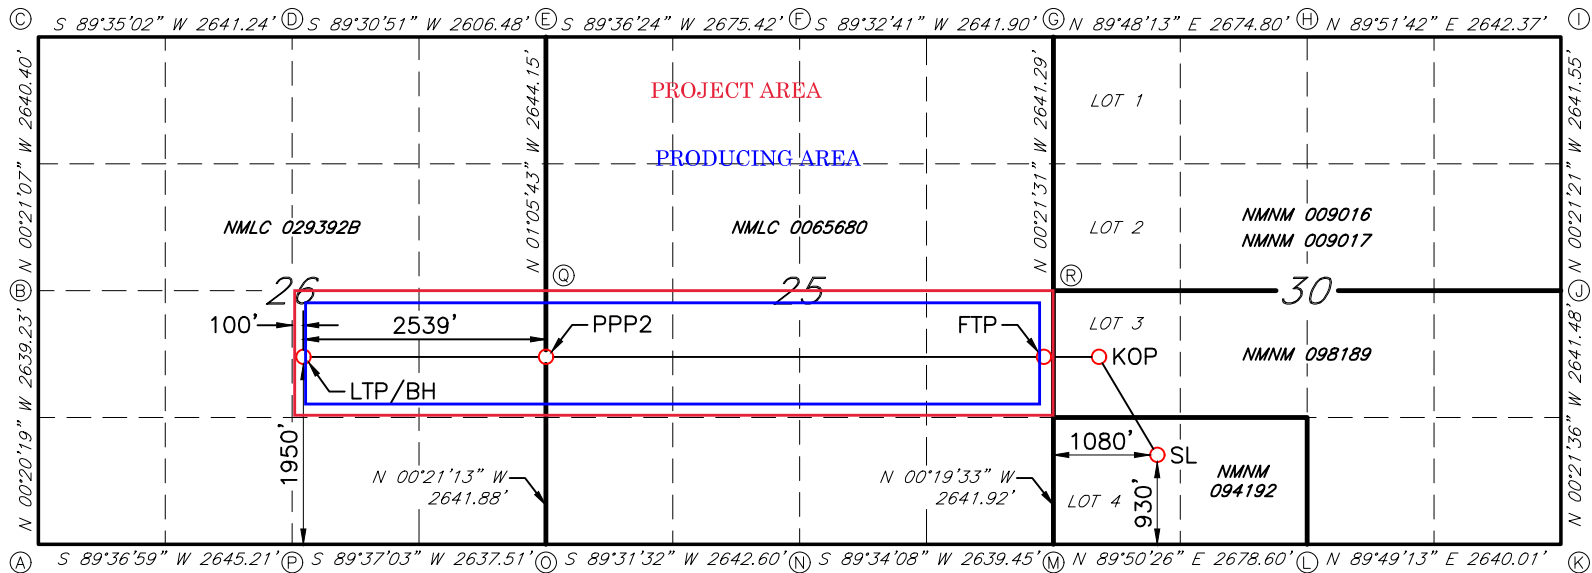 C S 89°35'02" W 2641.24' D S 89°30'51" W 2606.48' E S 89°36'24" W 2675.42' F S 89°32'41" W 2641.90' G N 89°48'13" E 2674.80' H N 89°51'42" E 2642.37' I
N 00°21'07" W 2640.40'
N 01°05'43" W 2644.15'
PROJECT AREA
PRODUCING AREA
N 00°21'31" W 2641.29'
LOT 1
N 00°21'21" W 2641.55'
NMLC 029392B
NMLC 0065680
LOT 2
NMNM 009016
NMNM 009017
B
26
Q
25
R
30
J
100'
2539'
PPP2
FTP
LOT 3
KOP
NMNM 098189
LTP/BH
N 00°20'19" W 2639.23'
1950'
N 00°21'13" W
2641.88'
N 00°19'33" W
2641.92'
1080'
SL
930'
LOT 4
NMNM
094192
N 00°21'36" W 2641.48'
A S 89°36'59" W 2645.21' P S 89°37'03" W 2637.51' O S 89°31'32" W 2642.60' N S 89°34'08" W 2639.45' M N 89°50'26" E 2678.60' L N 89°49'13" E 2640.01' K